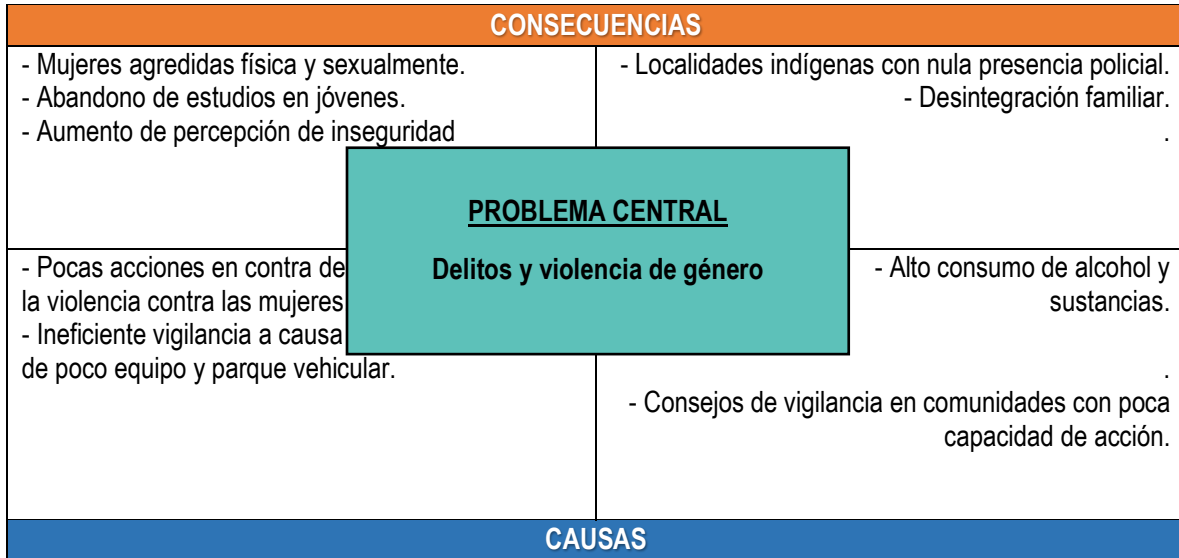 CONSECUENCIAS
- Mujeres agredidas física y sexualmente.
- Abandono de estudios en jóvenes.
- Aumento de percepción de inseguridad
- Localidades indígenas con nula presencia policial.
- Desintegración familiar.
.
PROBLEMA CENTRAL
Delitos y violencia de género
- Pocas acciones en contra de
la violencia contra las mujeres
- Ineficiente vigilancia a causa
de poco equipo y parque vehicular.
- Alto consumo de alcohol y
sustancias.
.
- Consejos de vigilancia en comunidades con poca
capacidad de acción.
CAUSAS